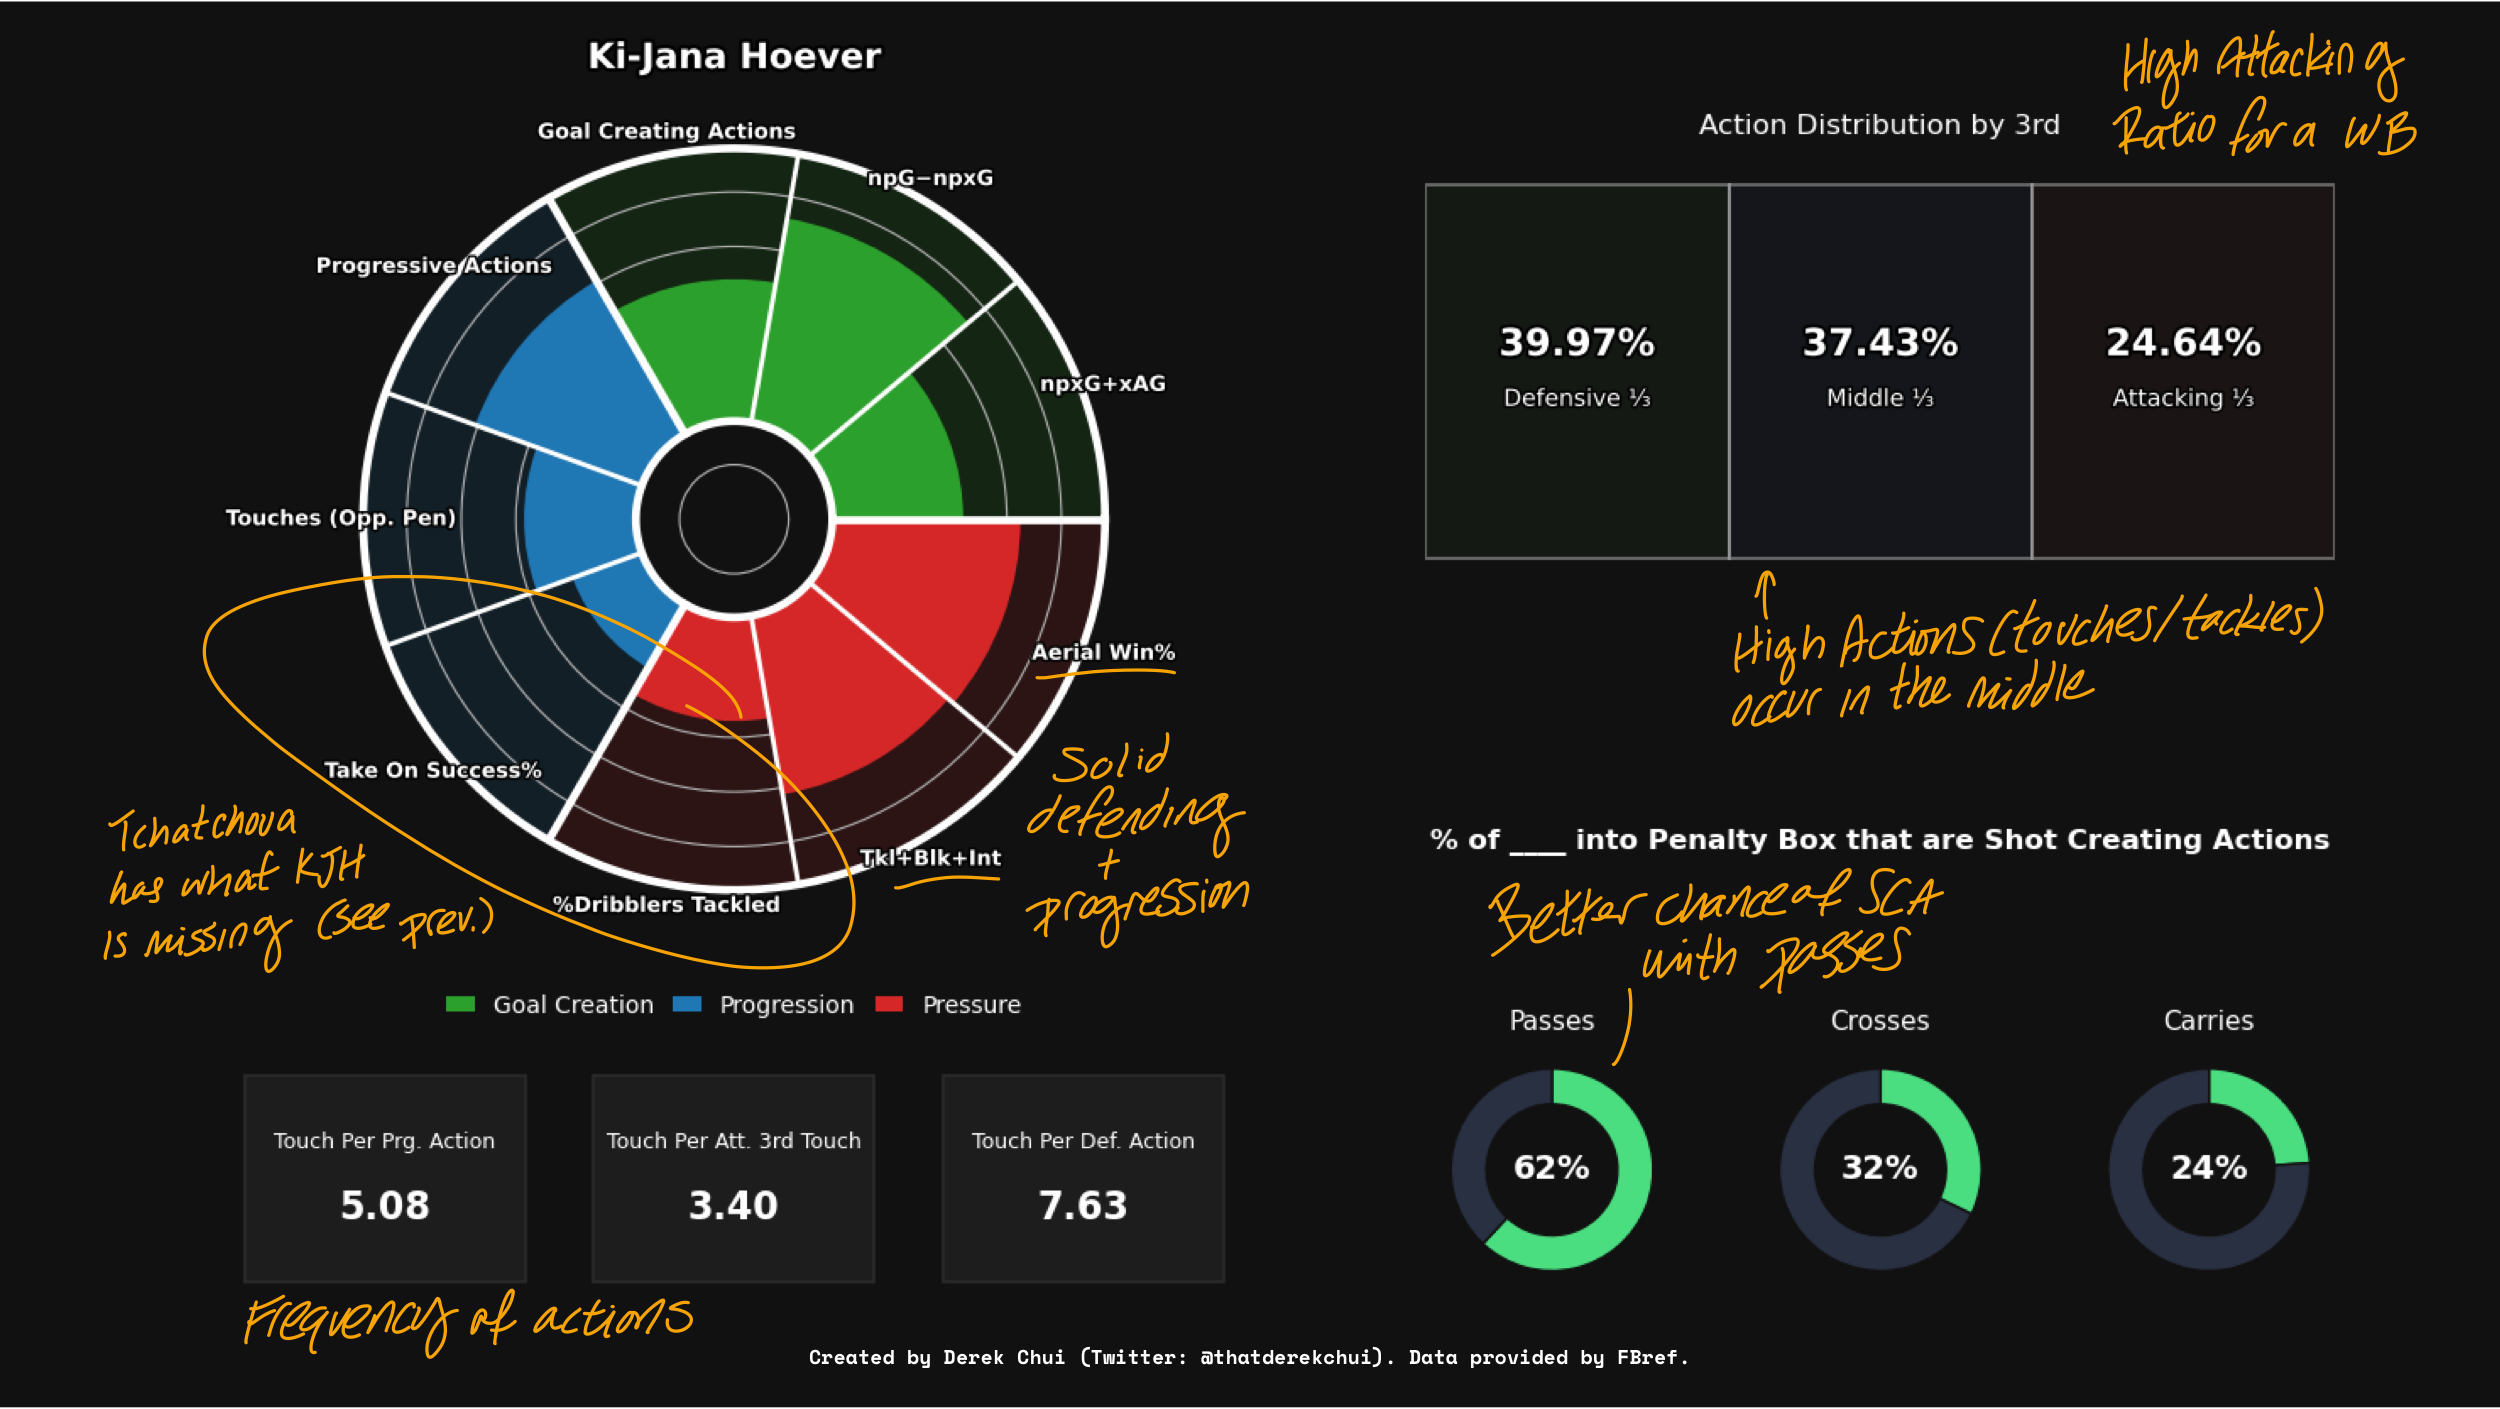 Ki-Jana Hoever
Goal Creating Actions
npG−npxG
Progressive Actions
npxG+xAG
Touches (Opp. Pen)
Aerial Win%
Take On Success%
Tkl+Blk+Int
%Dribblers Tackled
Solid
defending
+
progression
Tchatchoua
has what KJH
is missing (see prev.)
Goal Creation
Progression
Pressure
Touch Per Prg. Action
5.08
Touch Per Att. 3rd Touch
3.40
Touch Per Def. Action
7.63
Frequency of actions
High Attacking
Ratio for a WB
Action Distribution by 3rd
39.97%
Defensive ⅓
37.43%
Middle ⅓
24.64%
Attacking ⅓
High Actions (touches/tackles)
occur in the middle
% of ____ into Penalty Box that are Shot Creating Actions
Better chance of SCA
with passes
Passes
62%
Crosses
32%
Carries
24%
Created by Derek Chui (Twitter: @thatderekchui). Data provided by FBref.